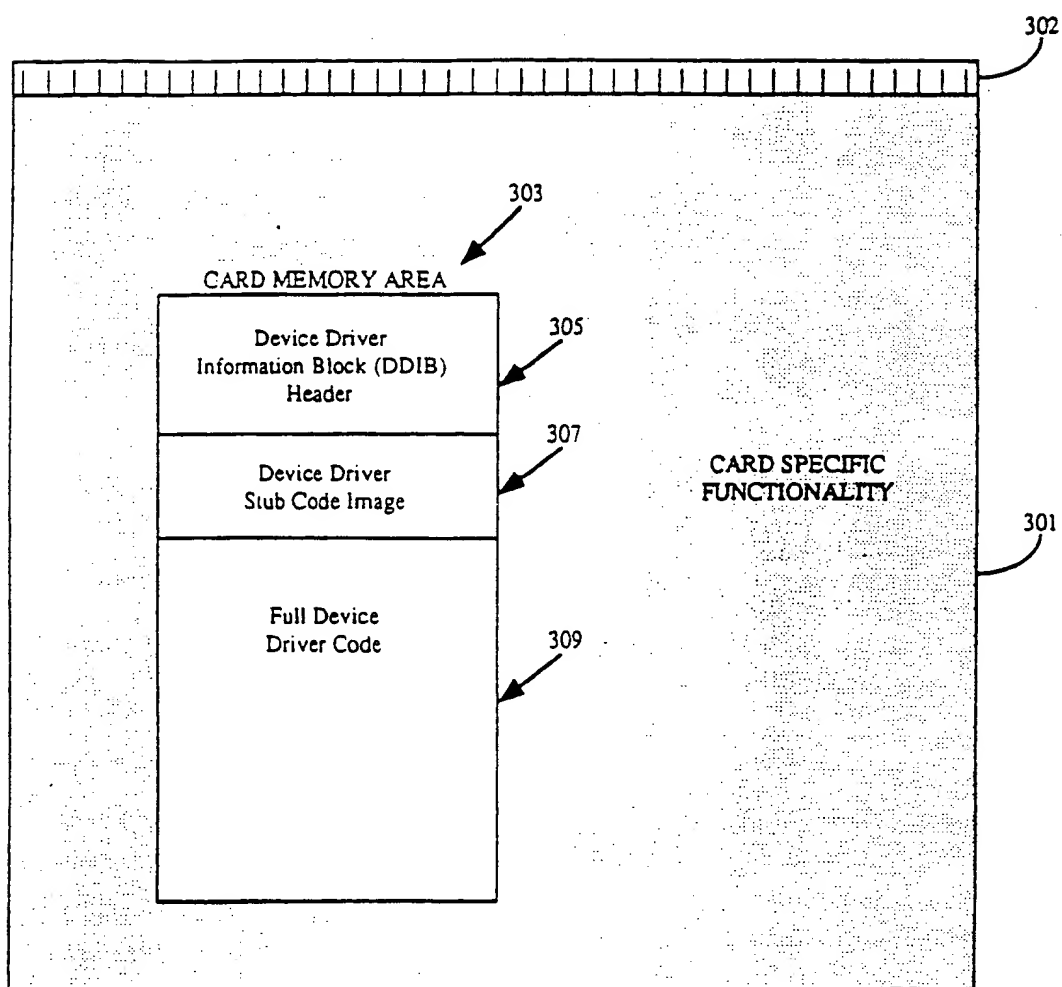 302
303
CARD MEMORY AREA
Device Driver
Information Block (DDIB)
Header
305
307
Device Driver
Stub Code Image
CARD SPECIFIC
FUNCTIONALITY
301
Full Device
Driver Code
309